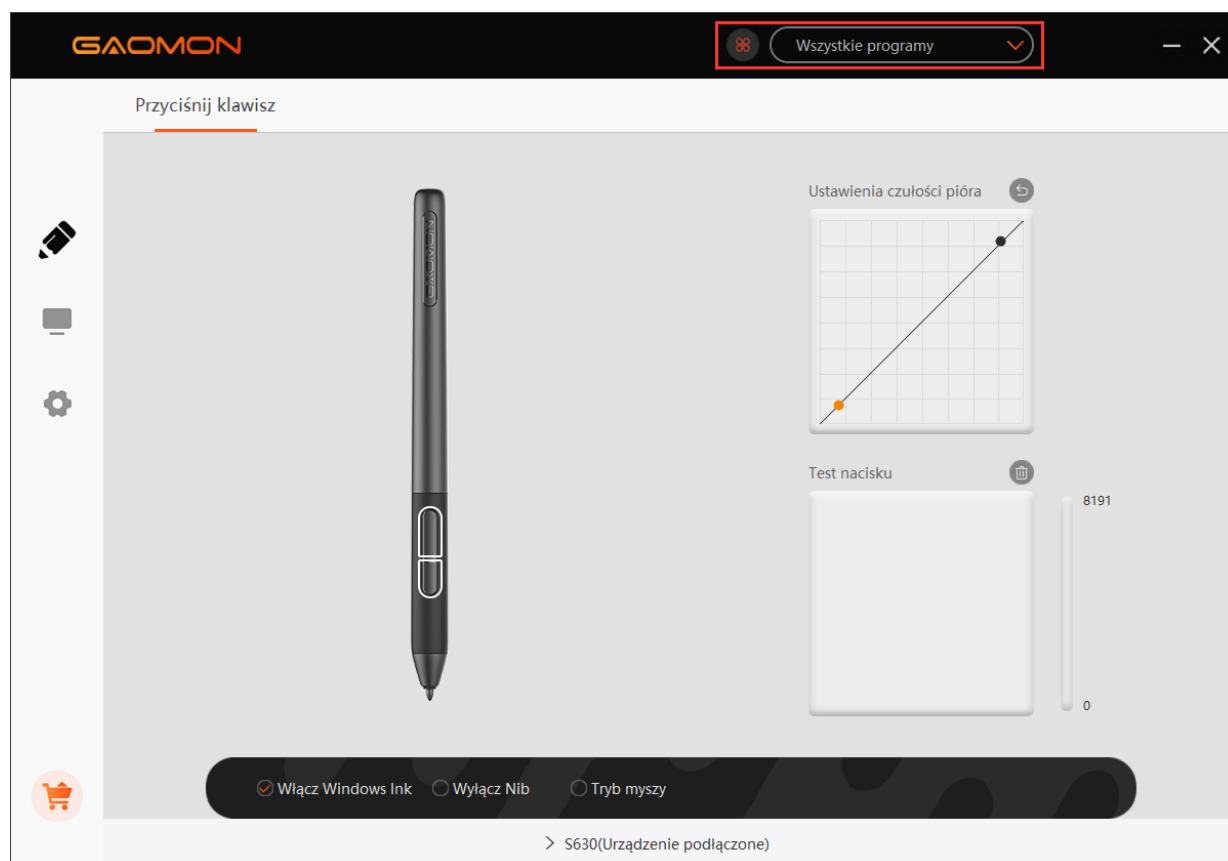 GAOMON
Wszystkie programy
Przyciśnij klawisz
Ustawienia czułości pióra
GAOMON
Test nacisku
8191
0
Włącz Windows Ink
Wyłącz Nib
Tryb myszy
S630(Urządzenie podłączone)